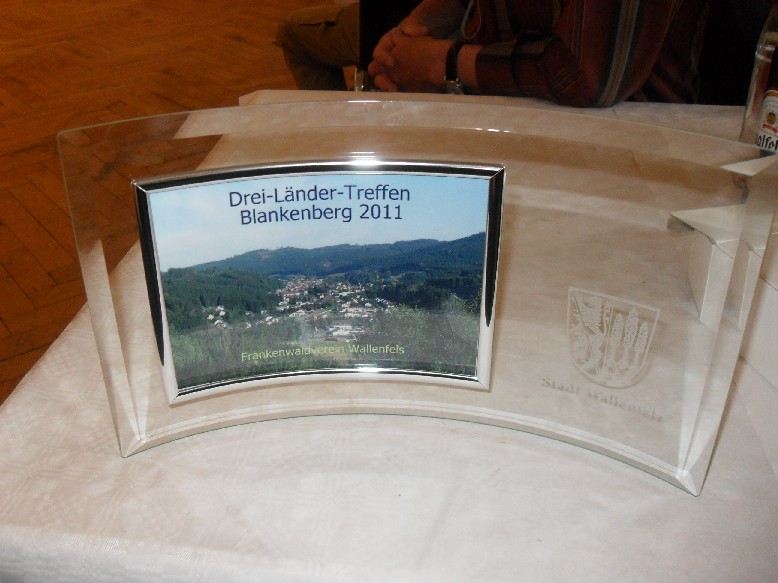 Drei-Länder-Treffen
Blankenberg 2011
Frankenwaldverein Wallenfels
Stadt Wallenfels